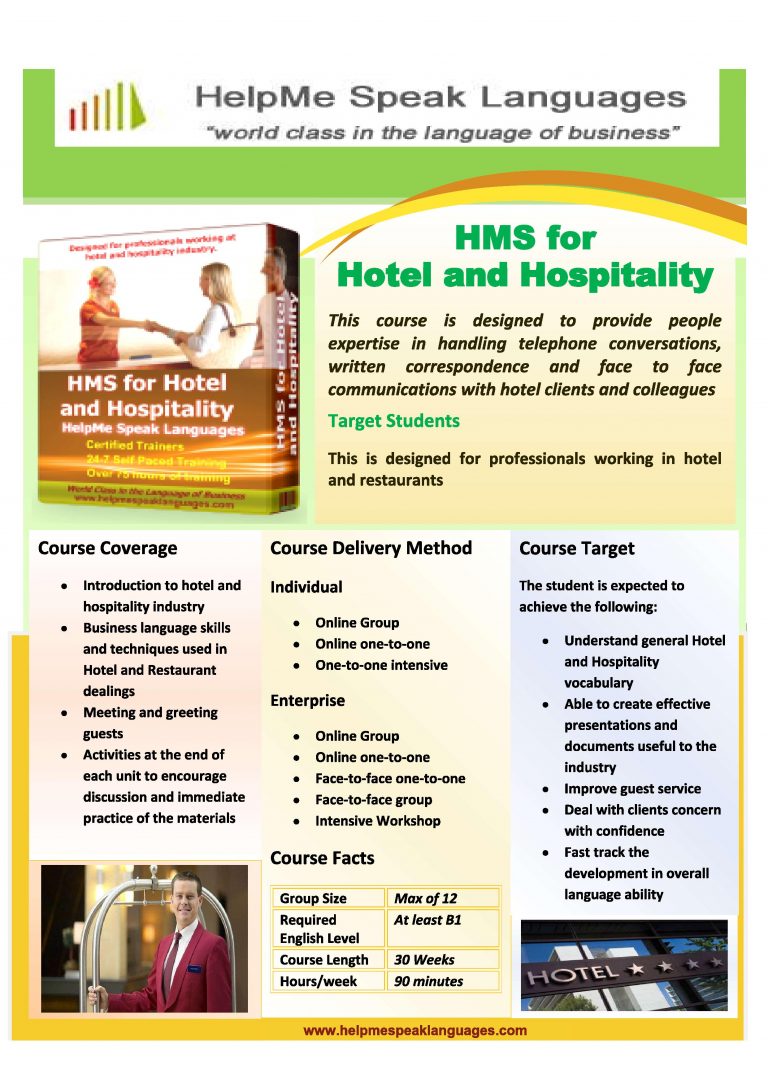 HelpMe Speak Languages
“world class in the language of business”
Designed for professionals working at
hotel and hospitality industry.
HMS for Hotel
and Hospitality
HelpMe Speak Languages
Certified Trainers
24-7 Self Paced Training
Over 75 hours of training
World Class in the Language of Business
www.helpmespeaklanguages.com
HMS for Hotel
and Hospitality
HMS for
Hotel and Hospitality
This course is designed to provide people
expertise in handling telephone conversations,
written correspondence and face to face
communications with hotel clients and colleagues
Target Students
This is designed for professionals working in hotel
and restaurants
Course Coverage
• Introduction to hotel and
hospitality industry
• Business language skills
and techniques used in
Hotel and Restaurant
dealings
• Meeting and greeting
guests
• Activities at the end of
each unit to encourage
discussion and immediate
practice of the materials
Course Delivery Method
Individual
• Online Group
• Online one-to-one
• One-to-one intensive
Enterprise
• Online Group
• Online one-to-one
• Face-to-face one-to-one
• Face-to-face group
• Intensive Workshop
Course Facts
Group Size Max of 12
Required At least B1
English Level
Course Length 30 Weeks
Hours/week 90 minutes
Course Target
The student is expected to
achieve the following:
• Understand general Hotel
and Hospitality
vocabulary
• Able to create effective
presentations and
documents useful to the
industry
• Improve guest service
• Deal with clients concern
with confidence
• Fast track the
development in overall
language ability
HOTEL ★ ★ ★ ★
www.helpmespeaklanguages.com